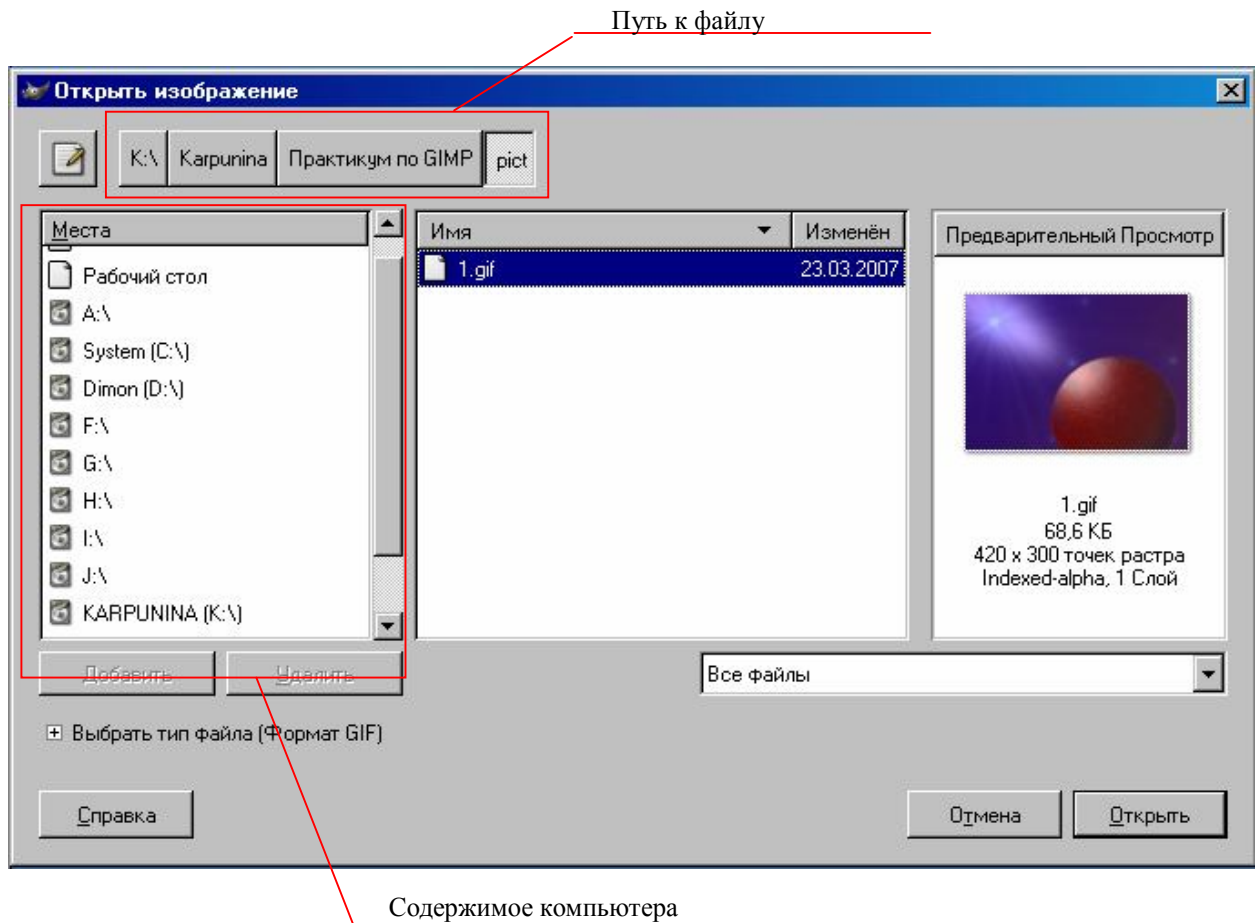 Путь к файлу
Открыть изображение
K:\ Karpunina Практикум по GIMP pict
Места
Рабочий стол
A:\
System (C:\)
Dimon (D:\)
F:\
G:\
H:\
I:\
J:\
KARPUNINA (K:\)
Добавить Удалить
Имя Изменён
1.gif 23.03.2007
Предварительный Просмотр
1.gif
68,6 КБ
420 x 300 точек растра
Indexed-alpha, 1 Слой
Все файлы
Выбрать тип файла (Формат GIF)
Справка Отмена Открыть
Содержимое компьютера